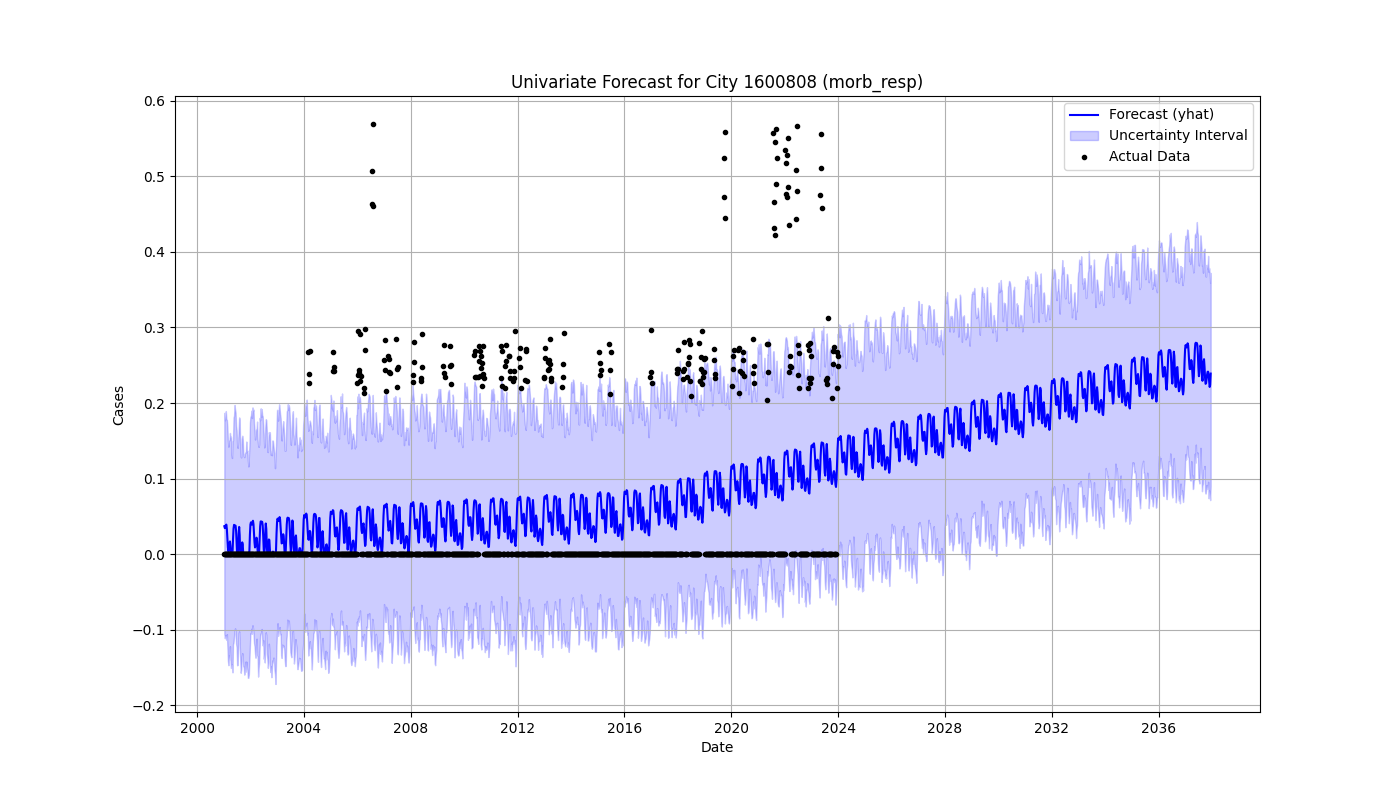 Univariate Forecast for City 1600808 (morb_resp)
Forecast (yhat)
Uncertainty Interval
Actual Data
Cases
0.6
0.5
0.4
0.3
0.2
0.1
0.0
−0.1
−0.2
2000 2004 2008 2012 2016 2020 2024 2028 2032 2036
Date